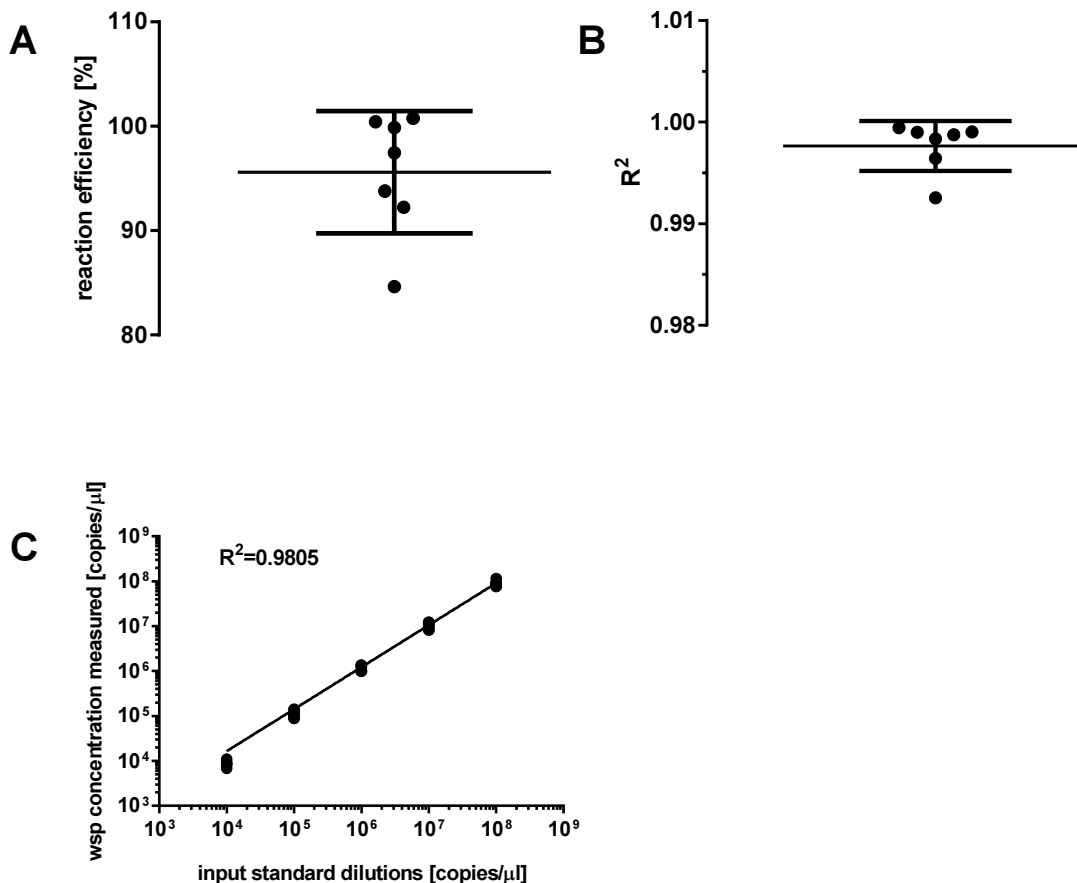 A
reaction efficiency [%]
110
100
90
80
B
R²
1.01
1.00
0.99
0.98
C
wsp concentration measured [copies/µl]
R²=0.9805
10⁹
10⁸
10⁷
10⁶
10⁵
10⁴
10³
10³ 10⁴ 10⁵ 10⁶ 10⁷ 10⁸ 10⁹
input standard dilutions [copies/µl]